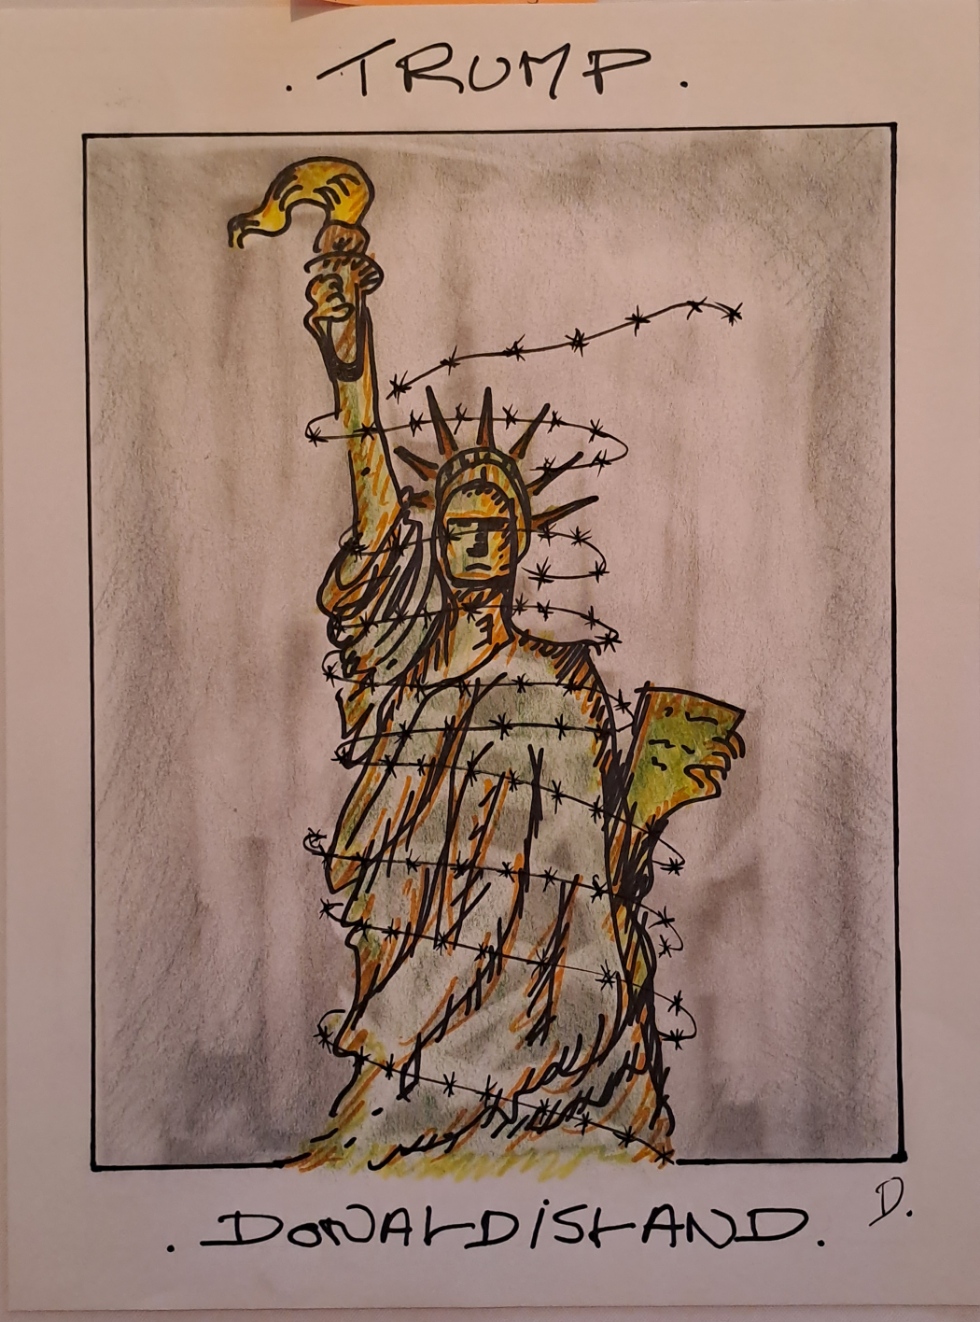 . TRUMP .
. DONALDISLAND .
D.